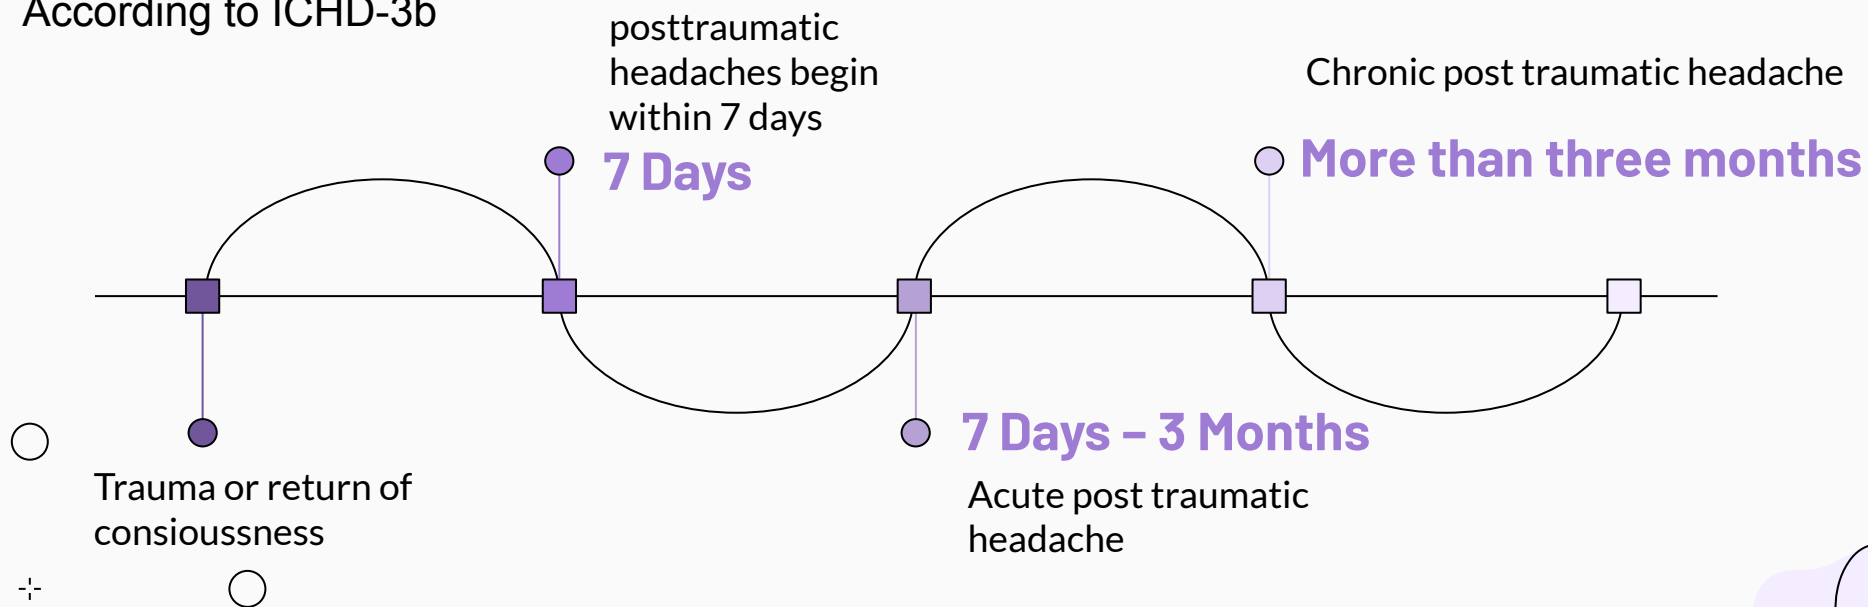 According to ICHD-3b
posttraumatic
headaches begin
within 7 days
7 Days
Chronic post traumatic headache
More than three months
7 Days – 3 Months
Acute post traumatic
headache
Trauma or return of
consioussness